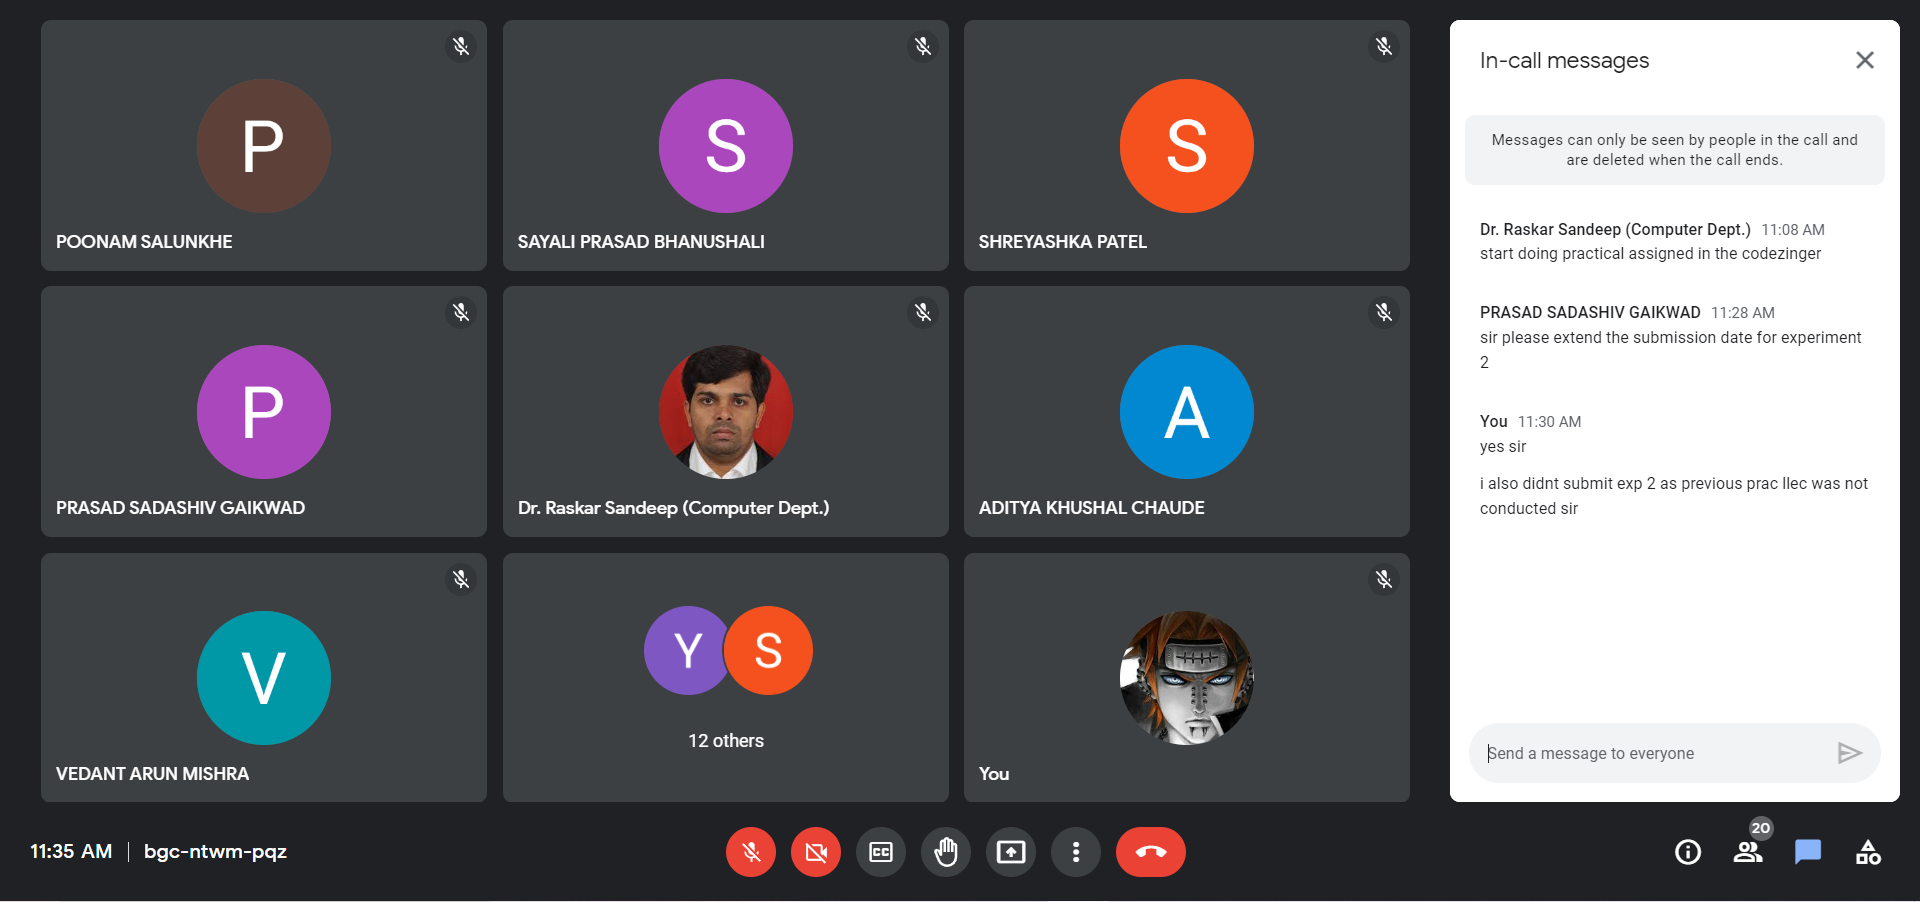 P
POONAM SALUNKHE
S
SAYALI PRASAD BHANUSHALI
S
SHREYASHKA PATEL
P
PRASAD SADASHIV GAIKWAD
Dr. Raskar Sandeep (Computer Dept.)
A
ADITYA KHUSHAL CHAUDE
V
VEDANT ARUN MISHRA
Y S
12 others
You
In-call messages
Messages can only be seen by people in the call and
are deleted when the call ends.
Dr. Raskar Sandeep (Computer Dept.) 11:08 AM
start doing practical assigned in the codezinger
PRASAD SADASHIV GAIKWAD 11:28 AM
sir please extend the submission date for experiment
2
You 11:30 AM
yes sir
i also didnt submit exp 2 as previous prac llec was not
conducted sir
Send a message to everyone
11:35 AM | bgc-ntwm-pqz
CC
20